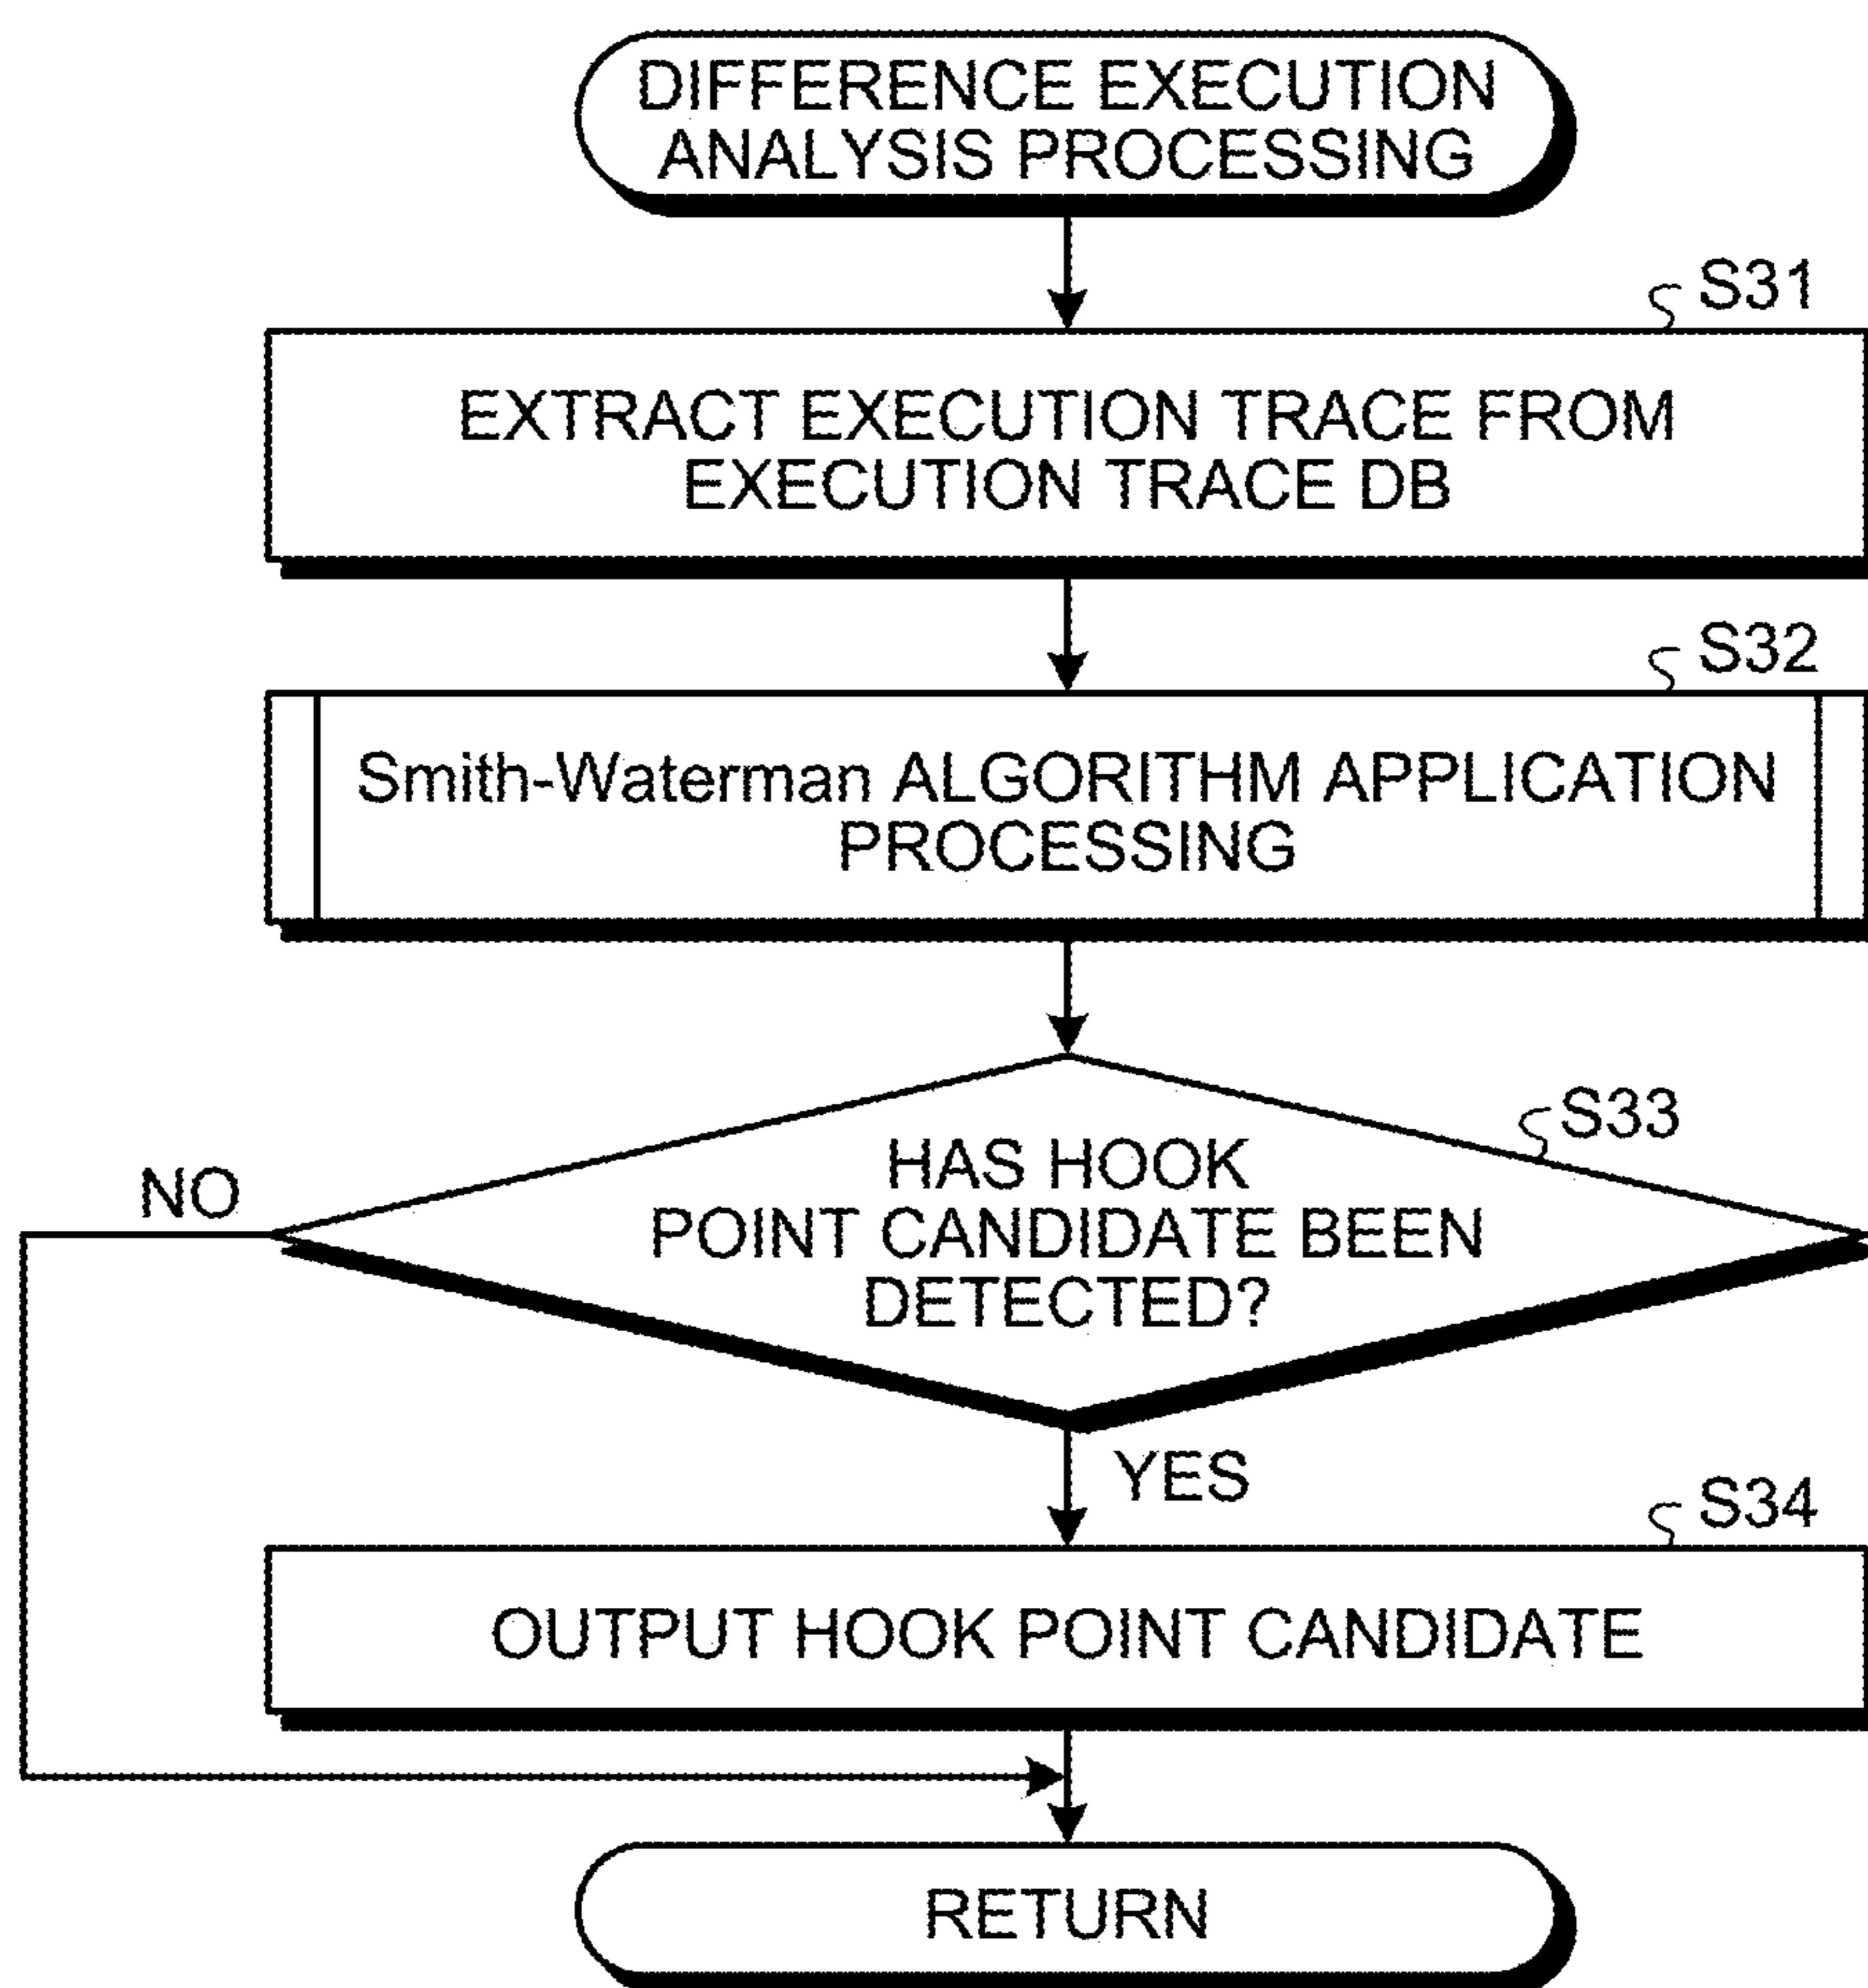 DIFFERENCE EXECUTION
ANALYSIS PROCESSING
S31
EXTRACT EXECUTION TRACE FROM
EXECUTION TRACE DB
S32
Smith-Waterman ALGORITHM APPLICATION
PROCESSING
S33
HAS HOOK
POINT CANDIDATE BEEN
DETECTED?
NO
YES
S34
OUTPUT HOOK POINT CANDIDATE
RETURN